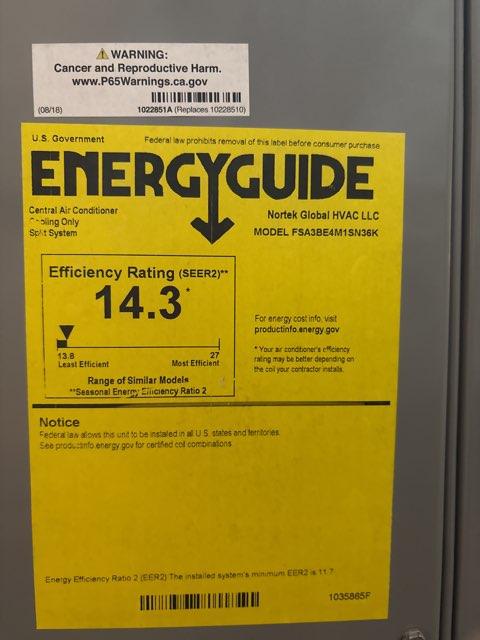 ⚠ WARNING:
Cancer and Reproductive Harm.
www.P65Warnings.ca.gov
(08/18)
1022851A (Replaces 10228510)
U.S. Government
Federal law prohibits removal of this label before consumer purchase.
ENERGYGUIDE
Central Air Conditioner
Cooling Only
Split System
Nortek Global HVAC LLC
MODEL FSA3BE4M1SN36K
Efficiency Rating (SEER2)**
14.3*
13.8
27
Least Efficient
Most Efficient
Range of Similar Models
**Seasonal Energy Efficiency Ratio 2
For energy cost info, visit
productinfo.energy.gov
* Your air conditioner's efficiency
rating may be better depending on
the coil your contractor installs.
Notice
Federal law allows this unit to be installed in all U.S. states and territories.
See productinfo.energy.gov for certified coil combinations.
Energy Efficiency Ratio 2 (EER2) The installed system's minimum EER2 is 11.7
1035865F